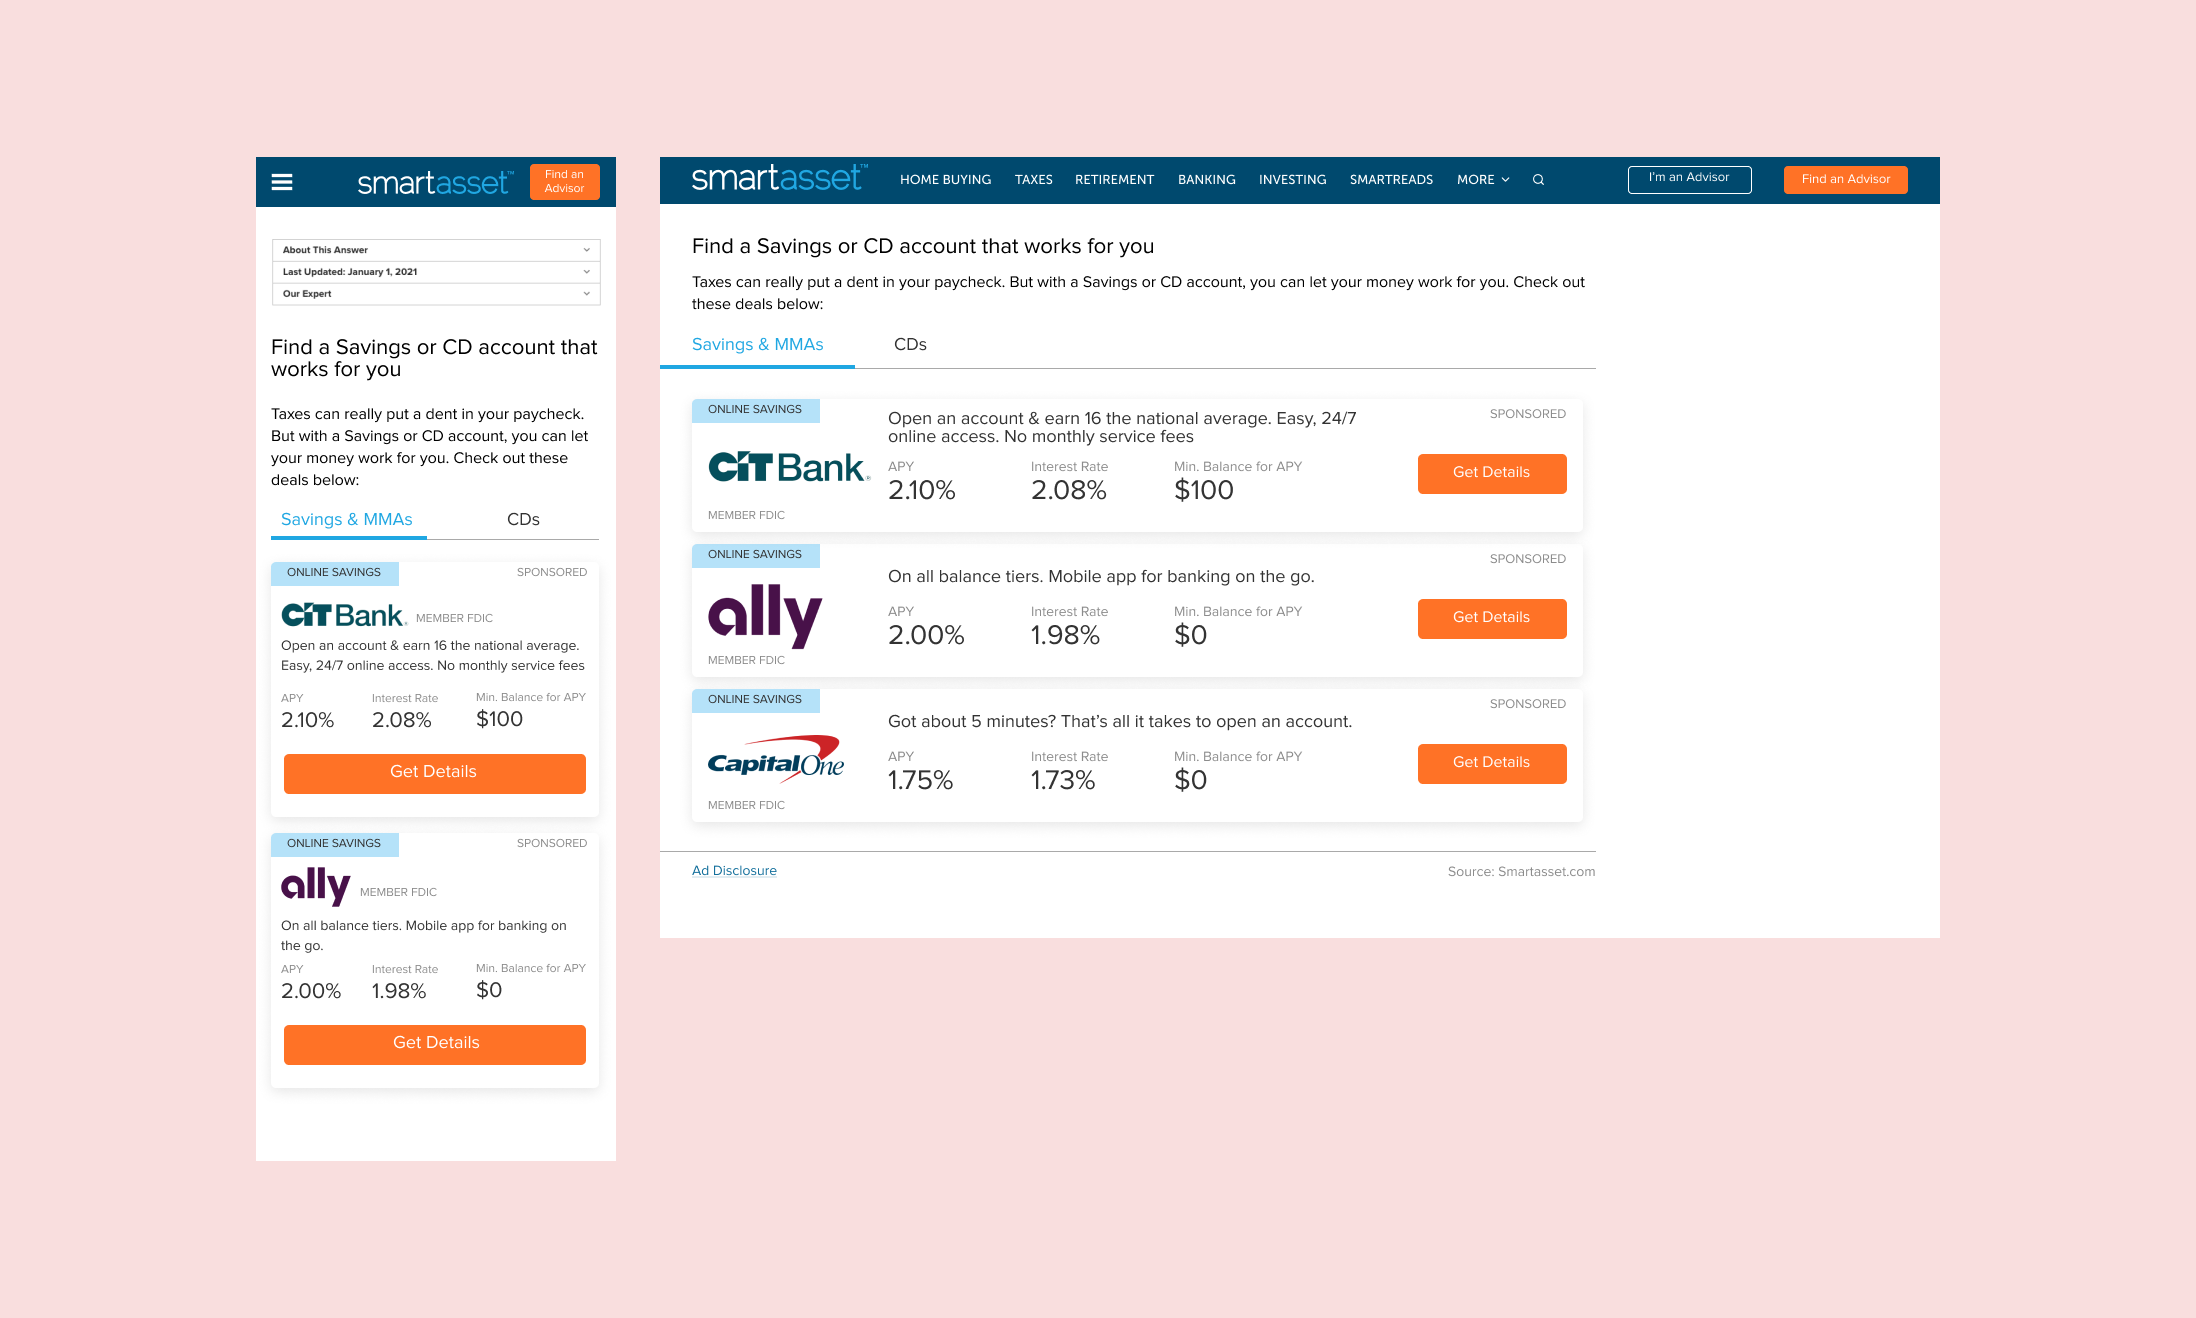 smartasset™
Find an
Advisor
About This Answer
Last Updated: January 1, 2021
Our Expert
Find a Savings or CD account that
works for you
Taxes can really put a dent in your paycheck.
But with a Savings or CD account, you can let
your money work for you. Check out these
deals below:
Savings & MMAs CDs
ONLINE SAVINGS SPONSORED
CIT Bank® MEMBER FDIC
Open an account & earn 16 the national average.
Easy, 24/7 online access. No monthly service fees
APY Interest Rate Min. Balance for APY
2.10% 2.08% $100
Get Details
ONLINE SAVINGS SPONSORED
ally MEMBER FDIC
On all balance tiers. Mobile app for banking on
the go.
APY Interest Rate Min. Balance for APY
2.00% 1.98% $0
Get Details
smartasset™ HOME BUYING TAXES RETIREMENT BANKING INVESTING SMARTREADS MORE I'm an Advisor Find an Advisor
Find a Savings or CD account that works for you
Taxes can really put a dent in your paycheck. But with a Savings or CD account, you can let your money work for you. Check out
these deals below:
Savings & MMAs CDs
ONLINE SAVINGS SPONSORED
Open an account & earn 16 the national average. Easy, 24/7
online access. No monthly service fees
CIT Bank®
APY Interest Rate Min. Balance for APY
2.10% 2.08% $100
Get Details
MEMBER FDIC
ONLINE SAVINGS SPONSORED
On all balance tiers. Mobile app for banking on the go.
ally
APY Interest Rate Min. Balance for APY
2.00% 1.98% $0
Get Details
MEMBER FDIC
ONLINE SAVINGS SPONSORED
Got about 5 minutes? That’s all it takes to open an account.
Capital One
APY Interest Rate Min. Balance for APY
1.75% 1.73% $0
Get Details
MEMBER FDIC
Ad Disclosure Source: Smartasset.com